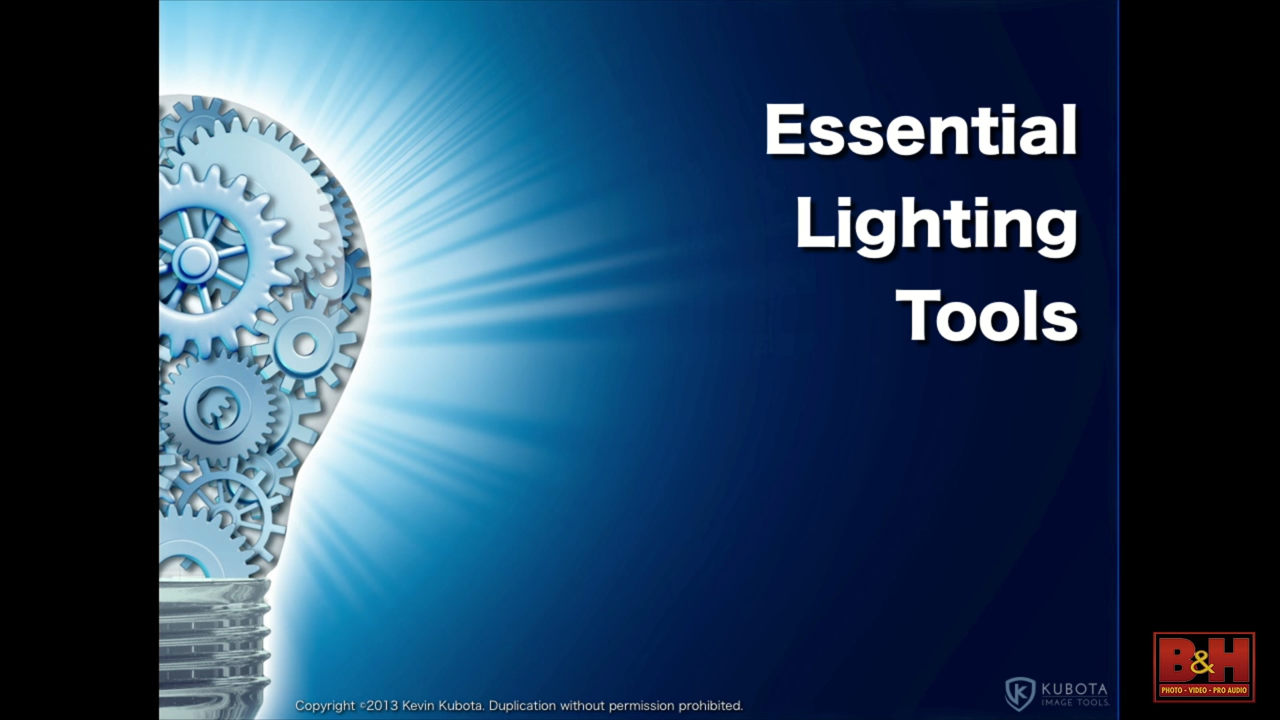 Essential
Lighting
Tools
Copyright ©2013 Kevin Kubota. Duplication without permission prohibited.
KUBOTA
IMAGE TOOLS
B&H
PHOTO - VIDEO - PRO AUDIO